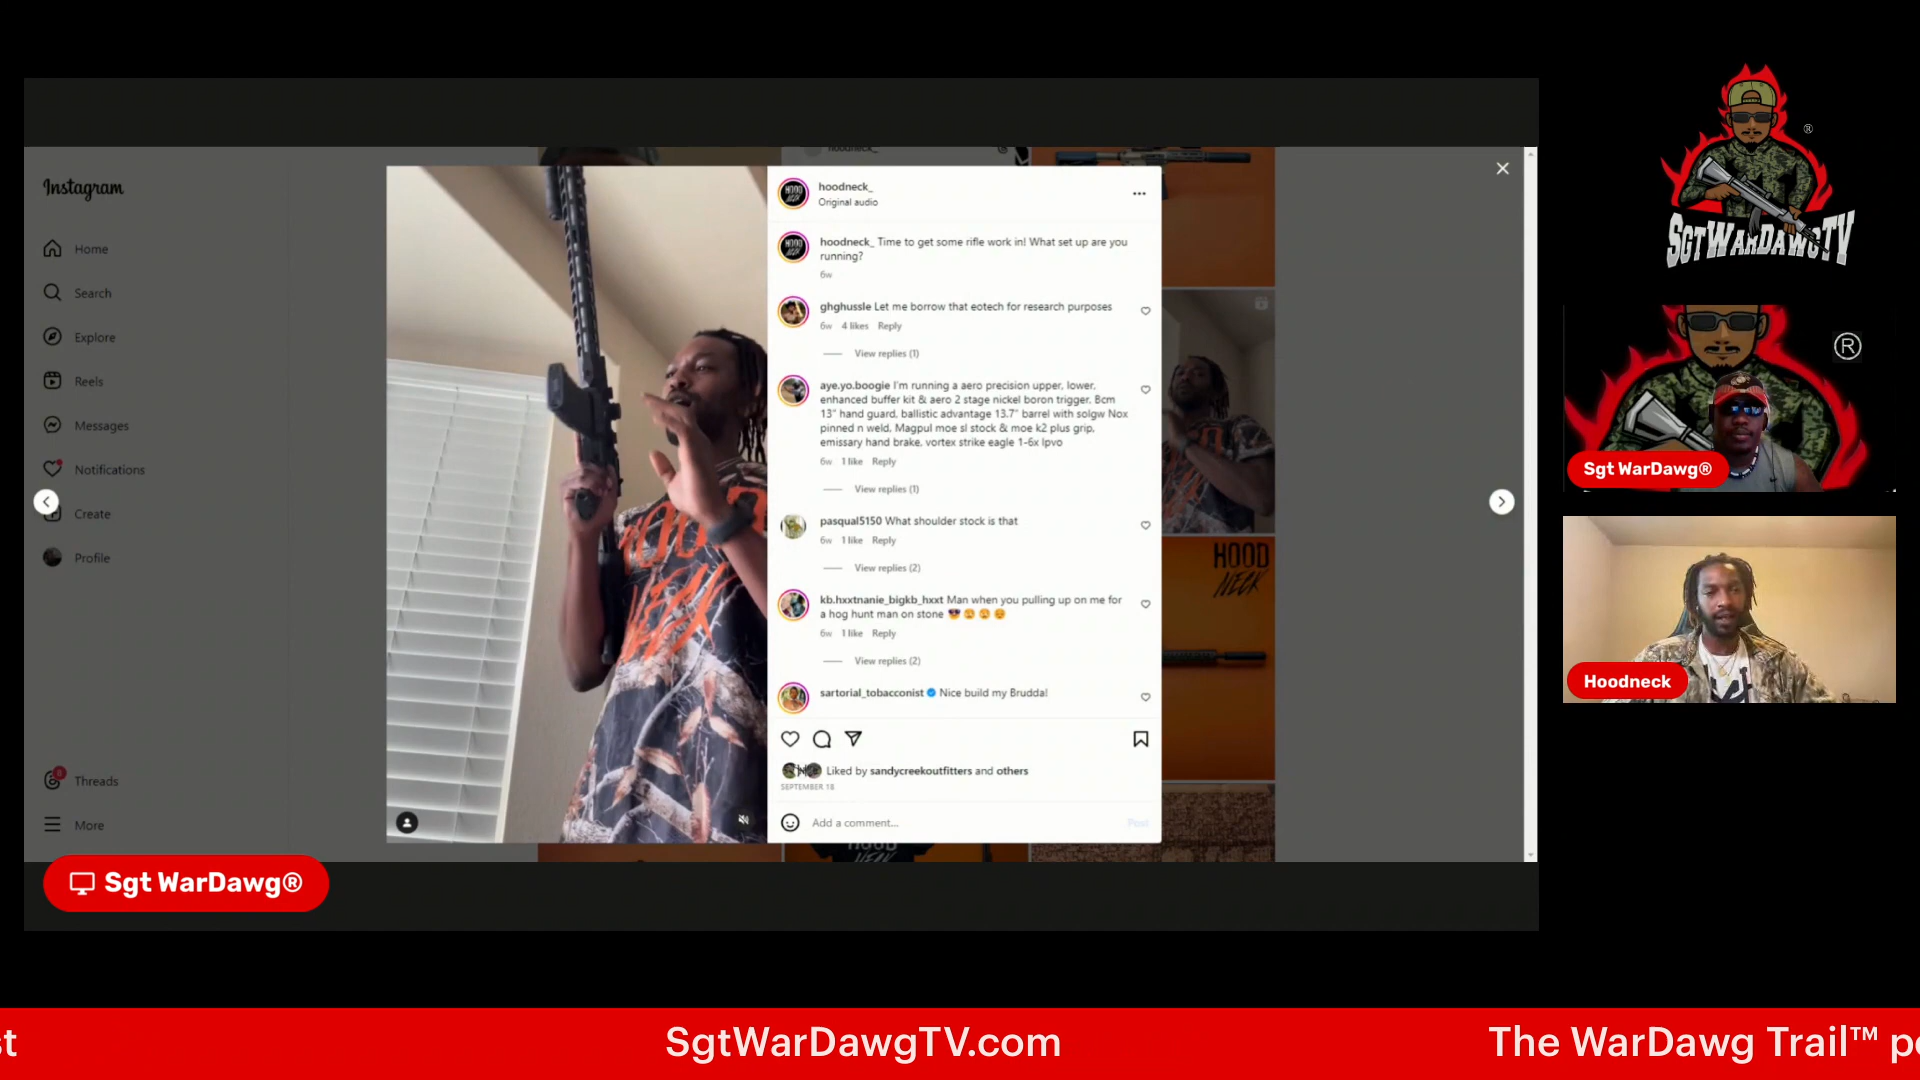 hoodneck_
Instagram
Home
Search
Explore
Reels
Messages
Notifications
Create
Profile
Threads
More
hoodneck_
Original audio
hoodneck_ Time to get some rifle work in! What set up are you
running?
6w
ghghussle Let me borrow that eotech for research purposes
6w 4 likes Reply
View replies (1)
aye.yo.boogie I'm running a aero precision upper, lower,
enhanced buffer kit & aero 2 stage nickel boron trigger. Bcm
13" hand guard, ballistic advantage 13.7" barrel with solgw Nox
pinned n weld, Magpul moe sl stock & moe k2 plus grip,
emissary hand brake, vortex strike eagle 1-6x lpvo
6w 1 like Reply
View replies (1)
pasqual5150 What shoulder stock is that
6w 1 like Reply
View replies (2)
kb.hxxtnanie_bigkb_hxxt Man when you pulling up on me for
a hog hunt man on stone
6w 1 like Reply
View replies (2)
sartorial_tobacconist Nice build my Brudda!
Liked by sandycreekoutfitters and others
SEPTEMBER 18
Add a comment...
Post
HOOD
NECK
SGTWARDAWGTV
®
®
Sgt WarDawg®
Hoodneck
Sgt WarDawg®
st
SgtWarDawgTV.com
The WarDawg Trail™ po